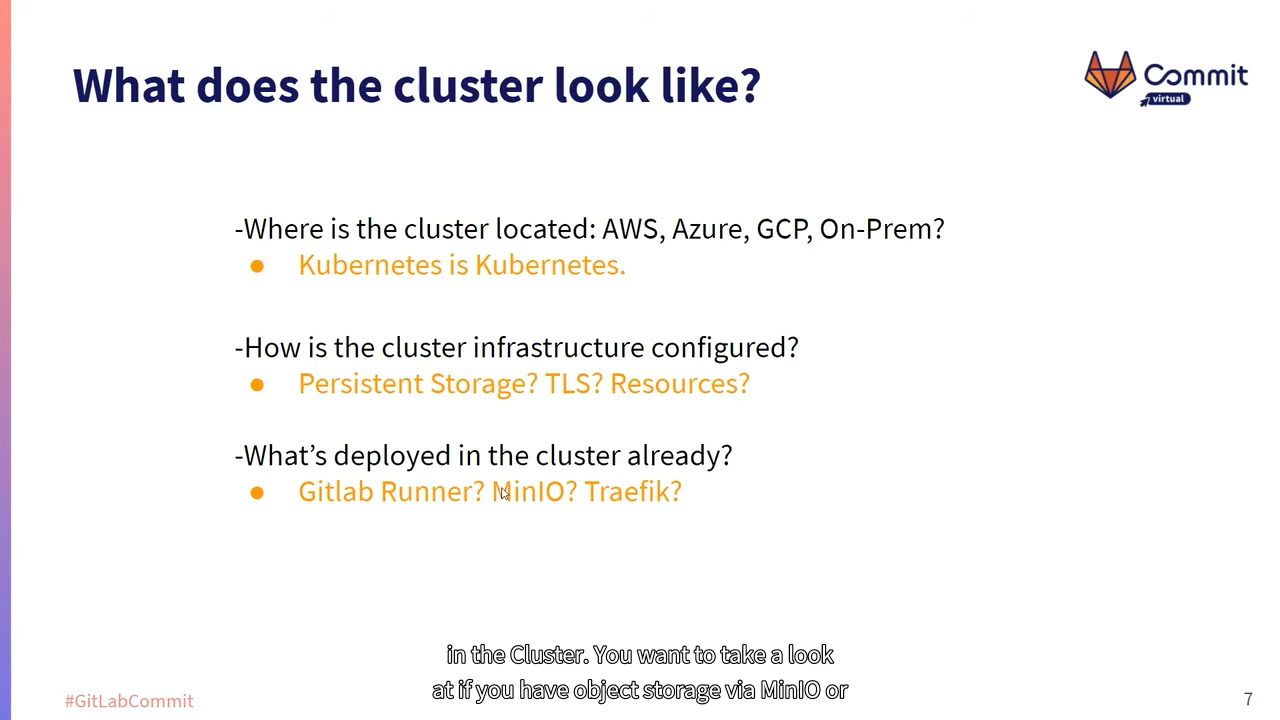 What does the cluster look like?
Commit
virtual
-Where is the cluster located: AWS, Azure, GCP, On-Prem?
● Kubernetes is Kubernetes.
-How is the cluster infrastructure configured?
● Persistent Storage? TLS? Resources?
-What’s deployed in the cluster already?
● Gitlab Runner? MinIO? Traefik?
in the Cluster. You want to take a look
at if you have object storage via MinIO or
#GitLabCommit
7